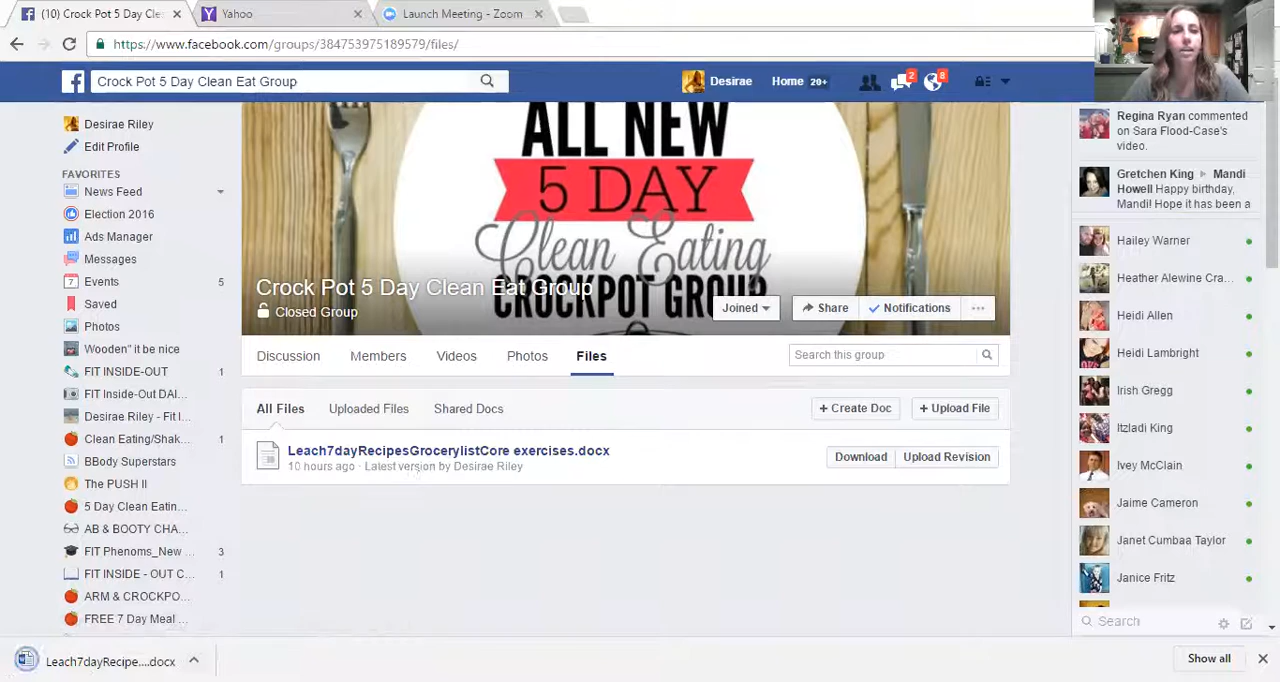 (10) Crock Pot 5 Day Cle
Yahoo
Launch Meeting - Zoom
https://www.facebook.com/groups/384753975189579/files/
Crock Pot 5 Day Clean Eat Group
Desirae
Home 20+
2
8
Desirae Riley
Edit Profile
FAVORITES
News Feed
Election 2016
Ads Manager
Messages
7 Events 5
Saved
Photos
Wooden" it be nice
FIT INSIDE-OUT 1
FIT Inside-Out DAI...
Desirae Riley - Fit I...
Clean Eating/Shak... 1
BBody Superstars
The PUSH II
5 Day Clean Eatin...
AB & BOOTY CHA...
FIT Phenoms_New ... 3
FIT INSIDE - OUT C... 1
ARM & CROCKPO...
FREE 7 Day Meal ...
ALL NEW
5 DAY
Clean Eating
CROCKPOT GROUP
Crock Pot 5 Day Clean Eat Group
Closed Group
Joined
Share
Notifications
Discussion
Members
Videos
Photos
Files
Search this group
All Files
Uploaded Files
Shared Docs
+ Create Doc
+ Upload File
Leach7dayRecipesGrocerylistCore exercises.docx
10 hours ago · Latest version by Desirae Riley
Download
Upload Revision
Regina Ryan commented
on Sara Flood-Case's
video.
Gretchen King ▸ Mandi
Howell Happy birthday,
Mandi! Hope it has been a
Hailey Warner
Heather Alewine Cra...
Heidi Allen
Heidi Lambright
Irish Gregg
Itzladi King
Ivey McClain
Jaime Cameron
Janet Cumbaa Taylor
Janice Fritz
Search
Leach7dayRecipe....docx
Show all